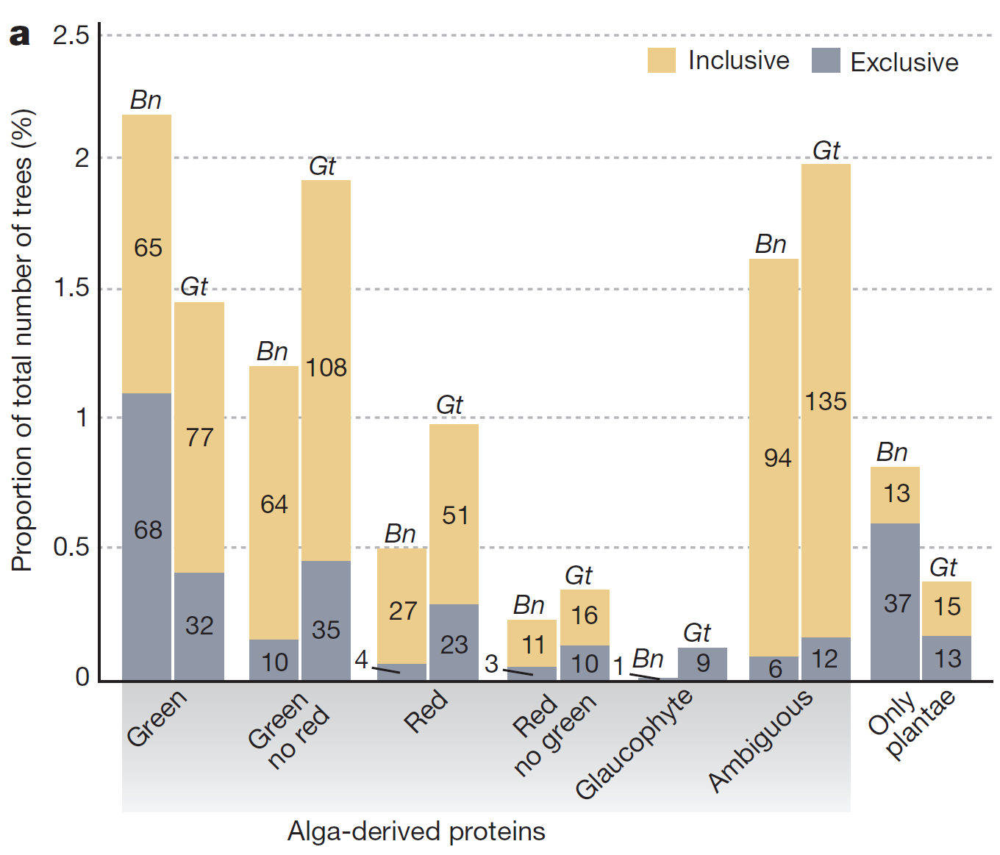 a
2.5
2
1.5
1
0.5
0
Proportion of total number of trees (%)
Inclusive
Exclusive
Bn
65
68
Gt
77
32
Bn
64
10
Gt
108
35
Bn
27
4
Gt
51
23
Bn
11
3
Gt
16
10
Bn
1
Gt
9
Bn
94
6
Gt
135
12
Bn
13
37
Gt
15
13
Green
Green
no red
Red
Red
no green
Glaucophyte
Ambiguous
Only
plantae
Alga-derived proteins